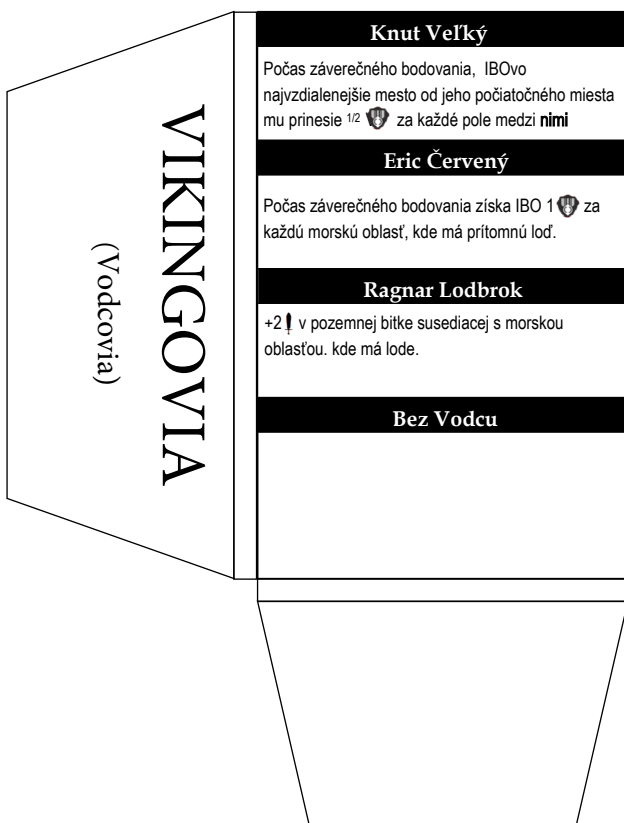 VIKINGOVIA
(Vodcovia)
Knut Veľký
Počas záverečného bodovania, IBOvo
najvzdialenejšie mesto od jeho počiatočného miesta
mu prinesie 1/2 za každé pole medzi nimi
Eric Červený
Počas záverečného bodovania získa IBO 1 za
každú morskú oblasť, kde má prítomnú loď.
Ragnar Lodbrok
+2 v pozemnej bitke susediacej s morskou
oblasťou. kde má lode.
Bez Vodcu